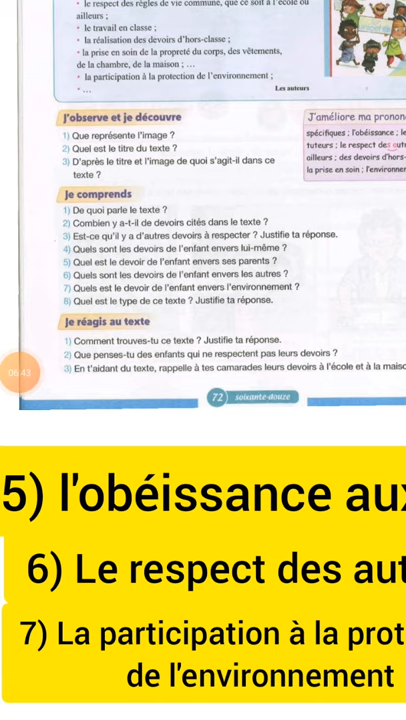 • le respect des règles de vie commune, que ce soit à l'école ou
ailleurs ;
• le travail en classe ;
• la réalisation des devoirs d'hors-classe ;
• la prise en soin de la propreté du corps, des vêtements,
de la chambre, de la maison ; …
• la participation à la protection de l'environnement ;
• …
Les auteurs
J'observe et je découvre
1) Que représente l'image ?
2) Quel est le titre du texte ?
3) D'après le titre et l'image de quoi s'agit-il dans ce
texte ?
J'améliore ma pronon
spécifiques ; l'obéissance ; le
tuteurs ; le respect des autr
ailleurs ; des devoirs d'hors-
la prise en soin ; l'environner
Je comprends
1) De quoi parle le texte ?
2) Combien y a-t-il de devoirs cités dans le texte ?
3) Est-ce qu'il y a d'autres devoirs à respecter ? Justifie ta réponse.
4) Quels sont les devoirs de l'enfant envers lui-même ?
5) Quel est le devoir de l'enfant envers ses parents ?
6) Quels sont les devoirs de l'enfant envers les autres ?
7) Quels est le devoir de l'enfant envers l'environnement ?
8) Quel est le type de ce texte ? Justifie ta réponse.
Je réagis au texte
1) Comment trouves-tu ce texte ? Justifie ta réponse.
2) Que penses-tu des enfants qui ne respectent pas leurs devoirs ?
3) En t'aidant du texte, rappelle à tes camarades leurs devoirs à l'école et à la maiso
06:43
72 soixante-douze
5) l'obéissance aux
6) Le respect des aut
7) La participation à la prot
de l'environnement